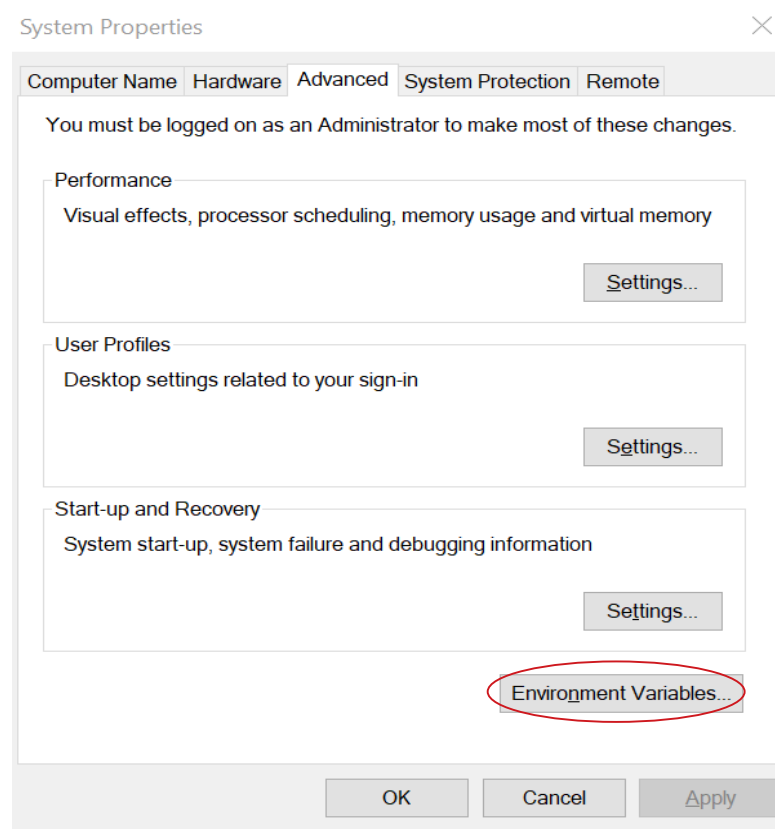 System Properties
Computer Name Hardware Advanced System Protection Remote
You must be logged on as an Administrator to make most of these changes.
Performance
Visual effects, processor scheduling, memory usage and virtual memory
Settings...
User Profiles
Desktop settings related to your sign-in
Settings...
Start-up and Recovery
System start-up, system failure and debugging information
Settings...
Environment Variables...
OK Cancel Apply